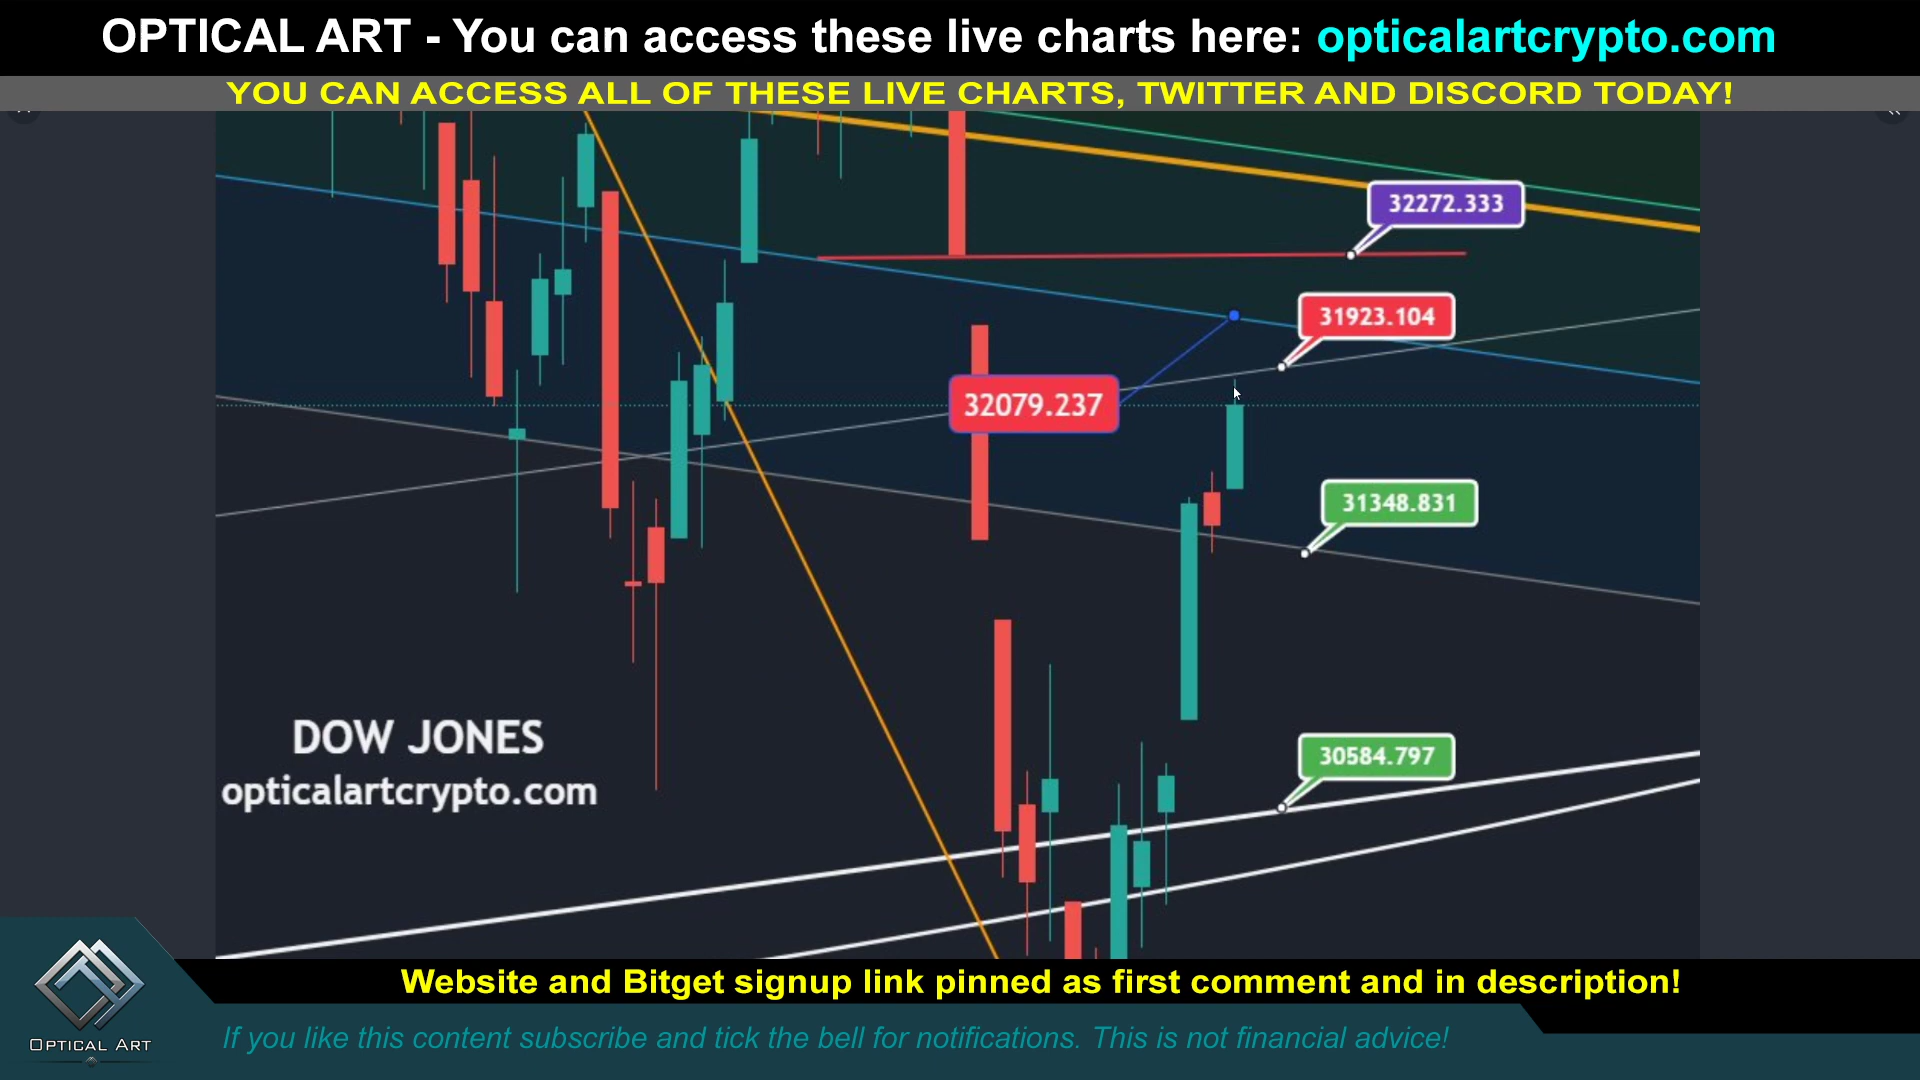 OPTICAL ART - You can access these live charts here: opticalartcrypto.com
YOU CAN ACCESS ALL OF THESE LIVE CHARTS, TWITTER AND DISCORD TODAY!
32272.333
31923.104
32079.237
31348.831
DOW JONES
30584.797
opticalartcrypto.com
Website and Bitget signup link pinned as first comment and in description!
If you like this content subscribe and tick the bell for notifications. This is not financial advice!
OPTICAL ART